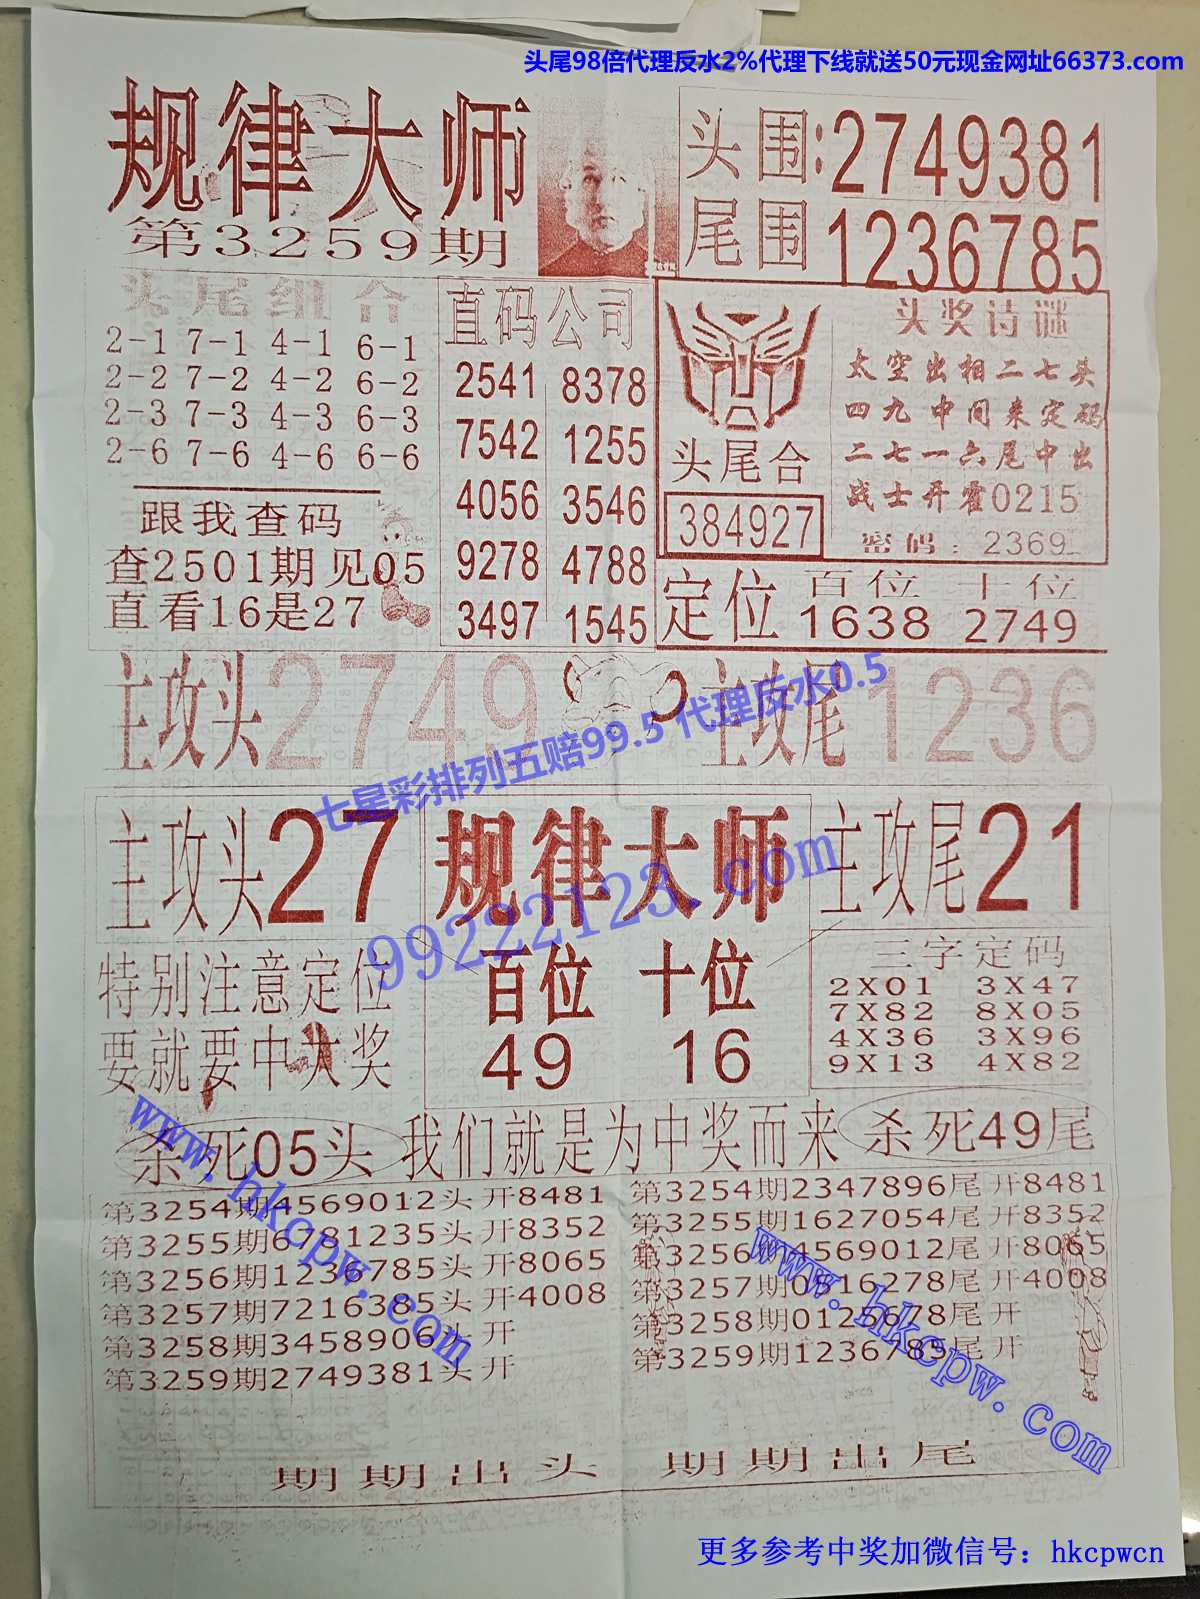 头尾98倍代理反水2%代理下线就送50元现金网址66373.com
规律大师
第3259期
头围:2749381
尾围1236785
头尾组合
2-1 7-1 4-1 6-1
2-2 7-2 4-2 6-2
2-3 7-3 4-3 6-3
2-6 7-6 4-6 6-6
跟我查码
查2501期见05
直看16是27
直码公司
2541 8378
7542 1255
4056 3546
9278 4788
3497 1545
头奖诗谜
太空出相二七头
四九中间来定码
二七一六尾中出
战士开霍0215
密码:2369
头尾合
384927
定位 百位 十位
1638 2749
主攻头2749
主攻尾1236
七星彩排列五赔99.5 代理反水0.5
99222123.com
主攻头27
规律大师
主攻尾21
特别注意定位
要就要中大奖
百位 十位
49 16
三字定码
2X01 3X47
7X82 8X05
4X36 3X96
9X13 4X82
杀死05头
我们就是为中奖而来
杀死49尾
第3254期4569012头开8481
第3255期6781235头开8352
第3256期1236785头开8065
第3257期7216385头开4008
第3258期3458906头开
第3259期2749381头开
第3254期2347896尾开8481
第3255期1627054尾开8352
第3256期4569012尾开8065
第3257期0516278尾开4008
第3258期0125678尾开
第3259期1236785尾开
www.hkcpw.com
www.hkcpw.com
期期出头 期期出尾
更多参考中奖加微信号：hkcpwcn